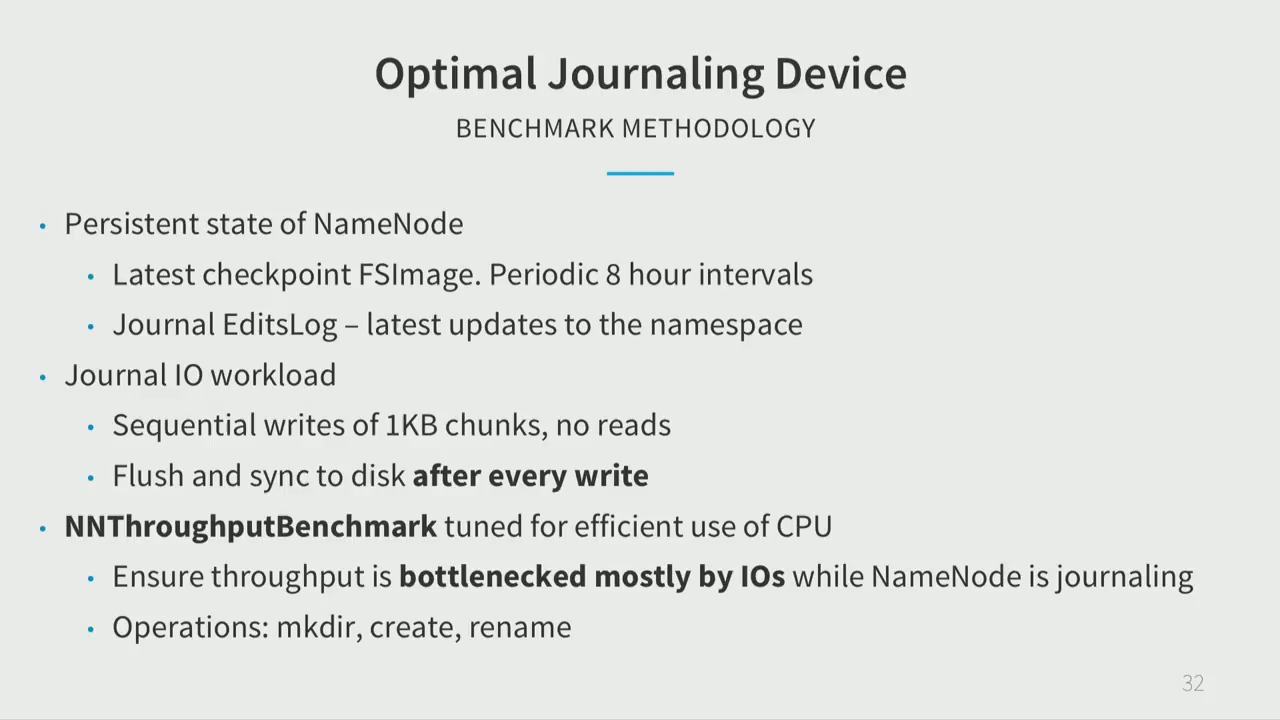 Optimal Journaling Device
BENCHMARK METHODOLOGY
• Persistent state of NameNode
• Latest checkpoint FSImage. Periodic 8 hour intervals
• Journal EditsLog – latest updates to the namespace
• Journal IO workload
• Sequential writes of 1KB chunks, no reads
• Flush and sync to disk after every write
• NNThroughputBenchmark tuned for efficient use of CPU
• Ensure throughput is bottlenecked mostly by IOs while NameNode is journaling
• Operations: mkdir, create, rename
32